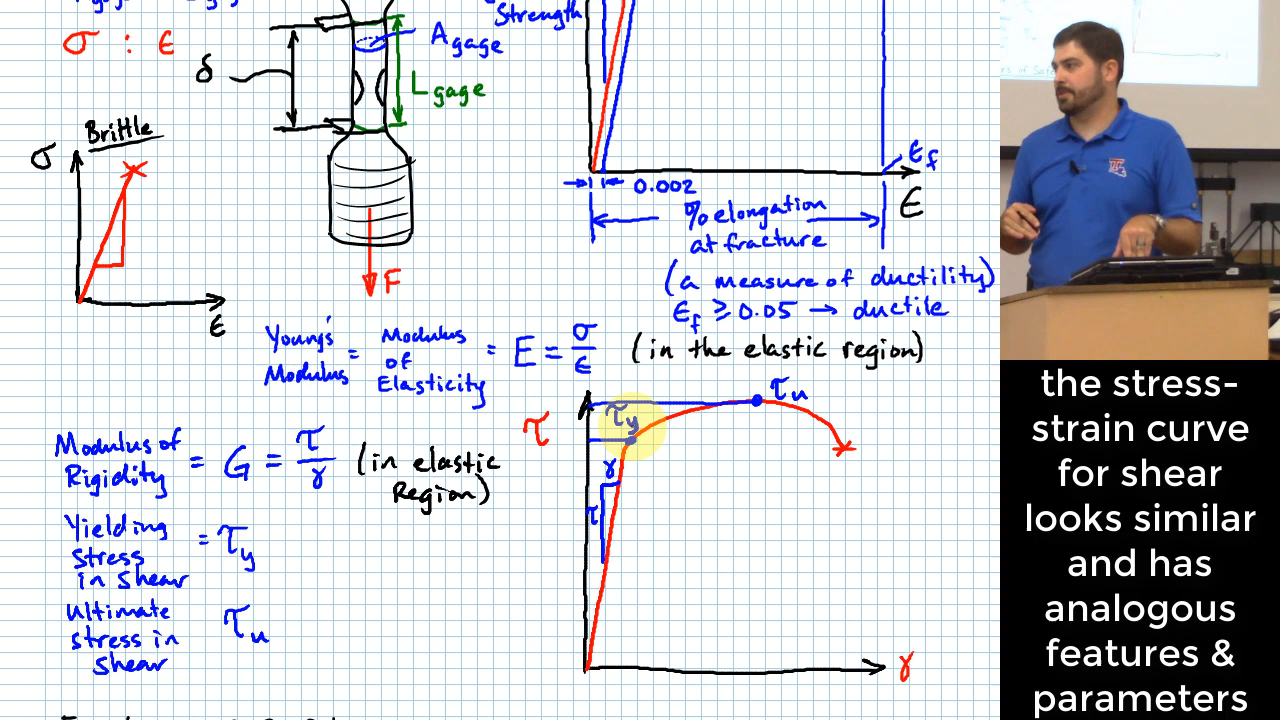 Strength
σ : ε
A gage
δ
L gage
Brittle
σ
ε
F
ε f
0.002
ε
% elongation
at fracture
(a measure of ductility)
ε f ≥ 0.05 → ductile
Young's
Modulus = Modulus of Elasticity = E = σ/ε (in the elastic region)
τ u
τ
τ y
γ
τ
γ
Modulus of
Rigidity = G = τ/γ (in elastic
Region)
Yielding
stress = τ y
in shear
Ultimate
stress in τ u
shear
the stress-
strain curve
for shear
looks similar
and has
analogous
features &
parameters